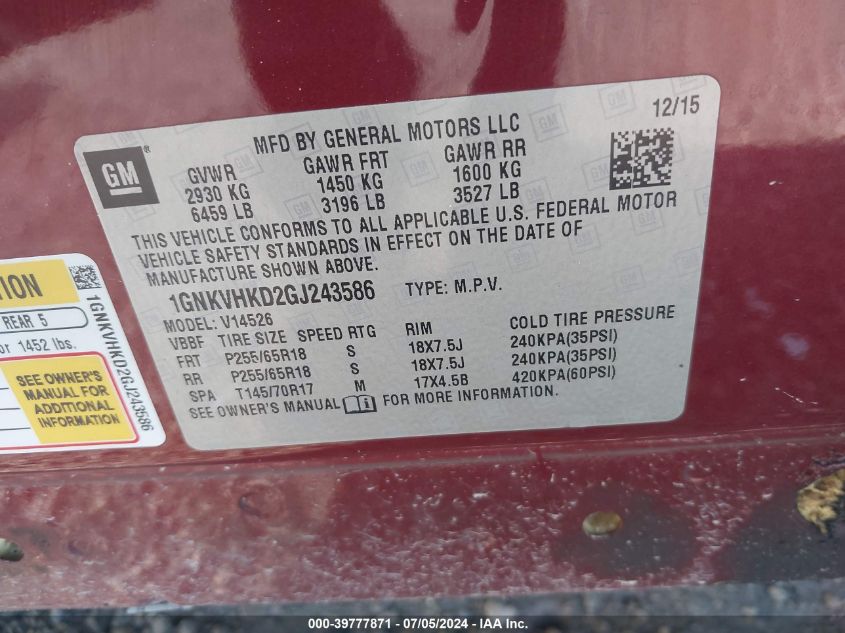 MFD BY GENERAL MOTORS LLC
12/15
GM
®
GVWR GAWR FRT GAWR RR
2930 KG 1450 KG 1600 KG
6459 LB 3196 LB 3527 LB
THIS VEHICLE CONFORMS TO ALL APPLICABLE U.S. FEDERAL MOTOR
VEHICLE SAFETY STANDARDS IN EFFECT ON THE DATE OF
MANUFACTURE SHOWN ABOVE.
1GNKVHKD2GJ243586 TYPE: M.P.V.
MODEL: V14526
VBBF TIRE SIZE SPEED RTG RIM COLD TIRE PRESSURE
FRT P255/65R18 S 18X7.5J 240KPA(35PSI)
RR P255/65R18 S 18X7.5J 240KPA(35PSI)
SPA T145/70R17 M 17X4.5B 420KPA(60PSI)
SEE OWNER'S MANUAL i FOR MORE INFORMATION.
REAR 5
1452 lbs.
SEE OWNER'S
MANUAL FOR
ADDITIONAL
INFORMATION
1GNKVHKD2GJ243586
000-39777871 - 07/05/2024 - IAA Inc.